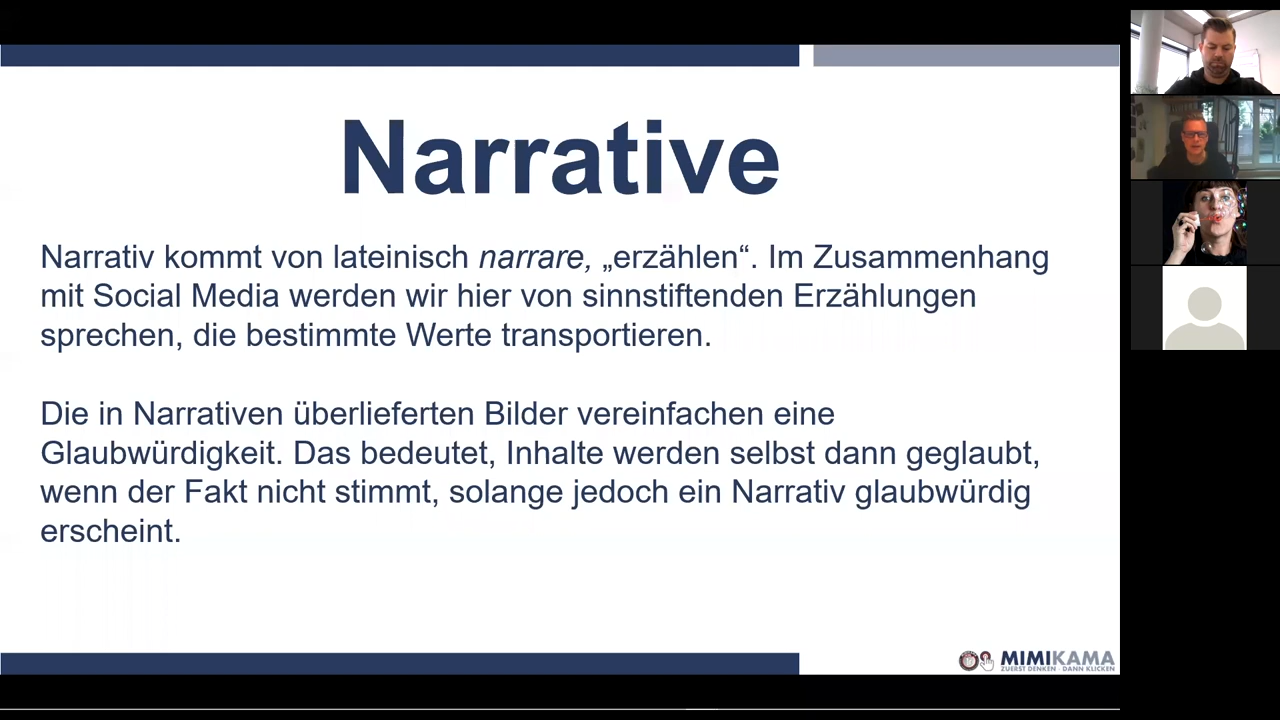 Narrative
Narrativ kommt von lateinisch narrare, „erzählen“. Im Zusammenhang
mit Social Media werden wir hier von sinnstiftenden Erzählungen
sprechen, die bestimmte Werte transportieren.
Die in Narrativen überlieferten Bilder vereinfachen eine
Glaubwürdigkeit. Das bedeutet, Inhalte werden selbst dann geglaubt,
wenn der Fakt nicht stimmt, solange jedoch ein Narrativ glaubwürdig
erscheint.
MIMIKAMA
ZUERST DENKEN - DANN KLICKEN